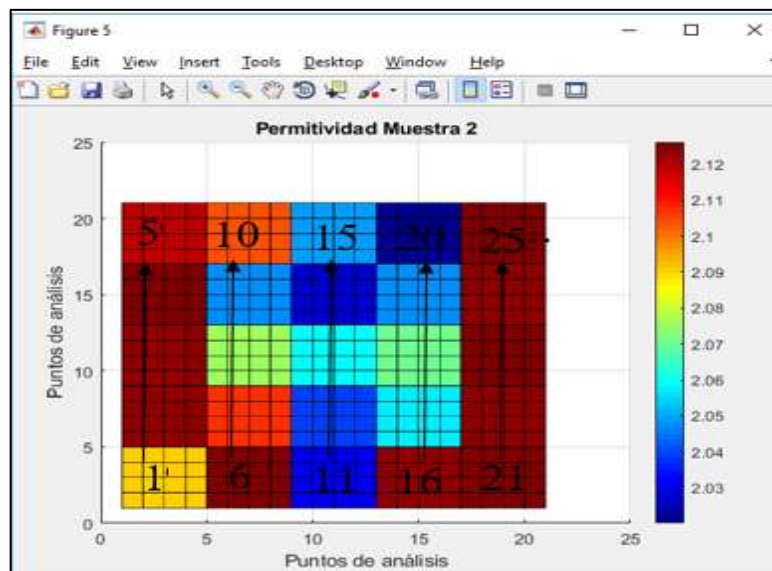 Figure 5
File Edit View Insert Tools Desktop Window Help
Permitividad Muestra 2
25
20
15
10
5
0
Puntos de análisis
5' 10 15 20 25
1' 6 11 16 21
0 5 10 15 20 25
Puntos de análisis
2.12
2.11
2.1
2.09
2.08
2.07
2.06
2.05
2.04
2.03